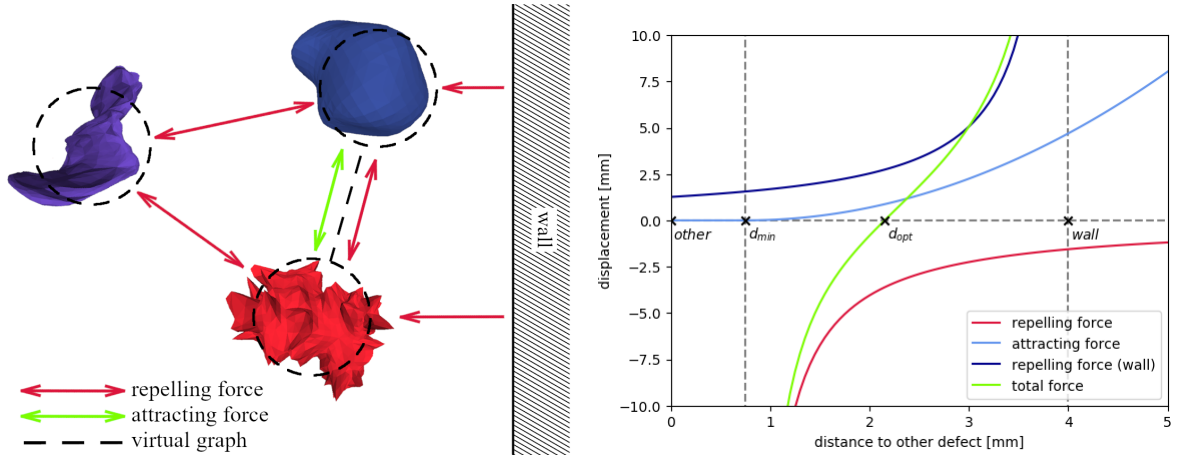 wall
repelling force
attracting force
virtual graph
10.0
7.5
5.0
2.5
0.0
−2.5
−5.0
−7.5
−10.0
displacement [mm]
other
d_min
d_opt
wall
repelling force
attracting force
repelling force (wall)
total force
0
1
2
3
4
5
distance to other defect [mm]